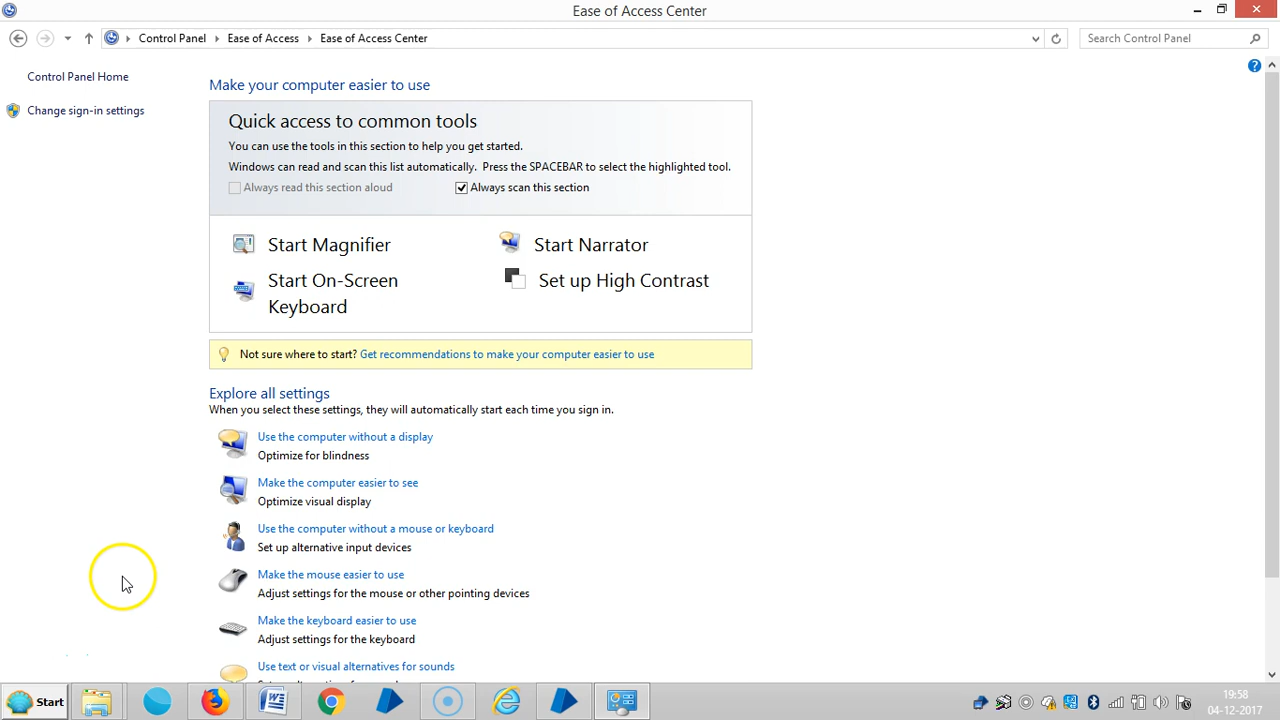 Ease of Access Center
Control Panel Ease of Access Ease of Access Center
Search Control Panel
Control Panel Home
Change sign-in settings
Make your computer easier to use
Quick access to common tools
You can use the tools in this section to help you get started.
Windows can read and scan this list automatically. Press the SPACEBAR to select the highlighted tool.
Always read this section aloud
Always scan this section
Start Magnifier
Start Narrator
Start On-Screen
Keyboard
Set up High Contrast
Not sure where to start? Get recommendations to make your computer easier to use
Explore all settings
When you select these settings, they will automatically start each time you sign in.
Use the computer without a display
Optimize for blindness
Make the computer easier to see
Optimize visual display
Use the computer without a mouse or keyboard
Set up alternative input devices
Make the mouse easier to use
Adjust settings for the mouse or other pointing devices
Make the keyboard easier to use
Adjust settings for the keyboard
Use text or visual alternatives for sounds
Start
19:58
04-12-2017